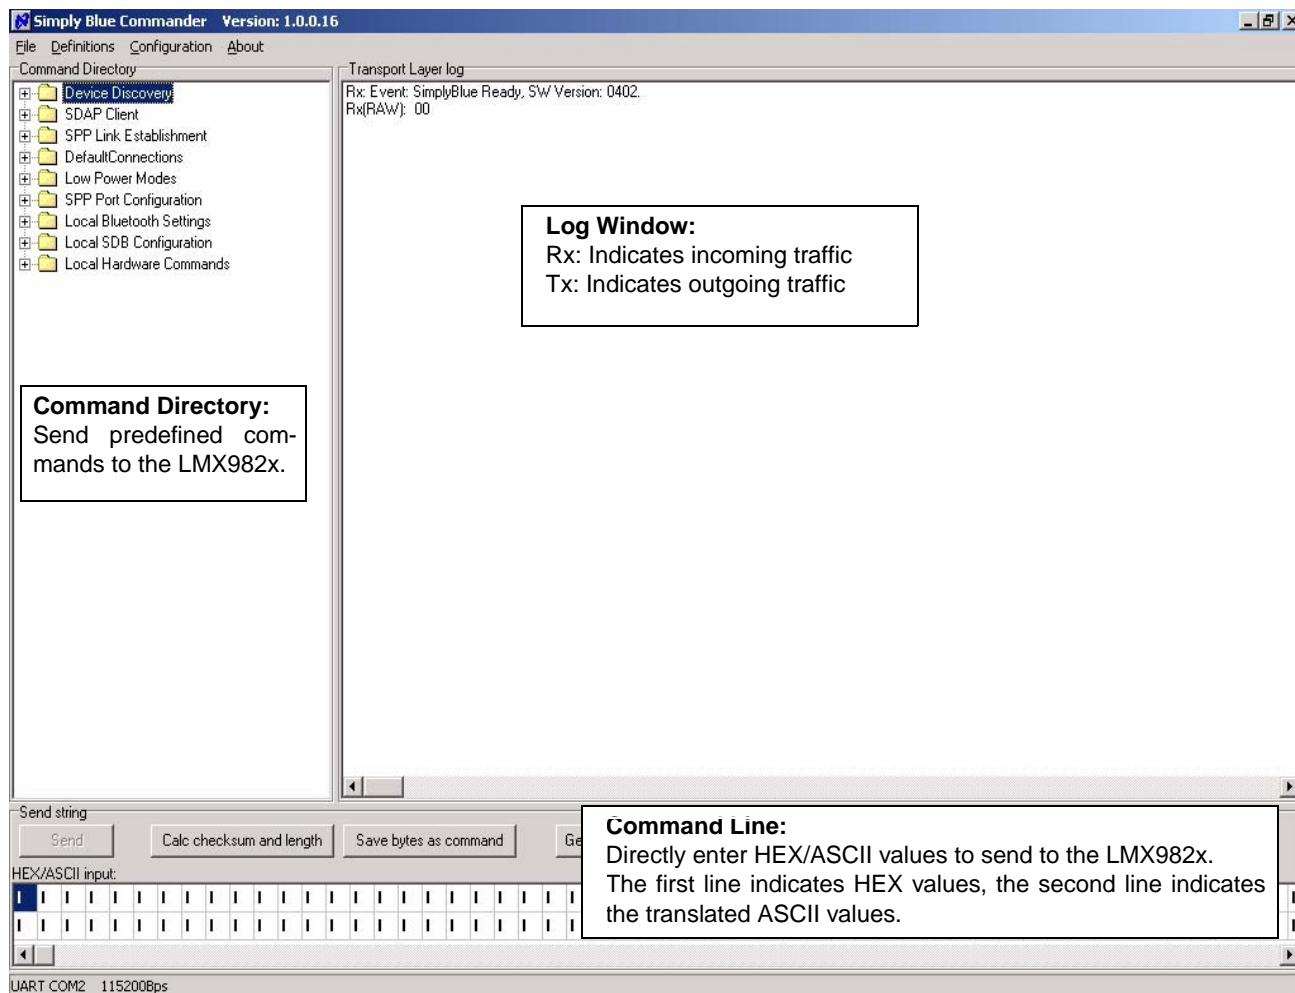 Simply Blue Commander Version: 1.0.0.16
File Definitions Configuration About
Command Directory
Device Discovery
SDAP Client
SPP Link Establishment
DefaultConnections
Low Power Modes
SPP Port Configuration
Local Bluetooth Settings
Local SDB Configuration
Local Hardware Commands
Command Directory:
Send predefined com-
mands to the LMX982x.
Transport Layer log
Rx: Event: SimplyBlue Ready, SW Version: 0402.
Rx(RAW): 00
Log Window:
Rx: Indicates incoming traffic
Tx: Indicates outgoing traffic
Send string
Send Calc checksum and length Save bytes as command Ge
HEX/ASCII input:
Command Line:
Directly enter HEX/ASCII values to send to the LMX982x.
The first line indicates HEX values, the second line indicates
the translated ASCII values.
UART COM2 115200Bps